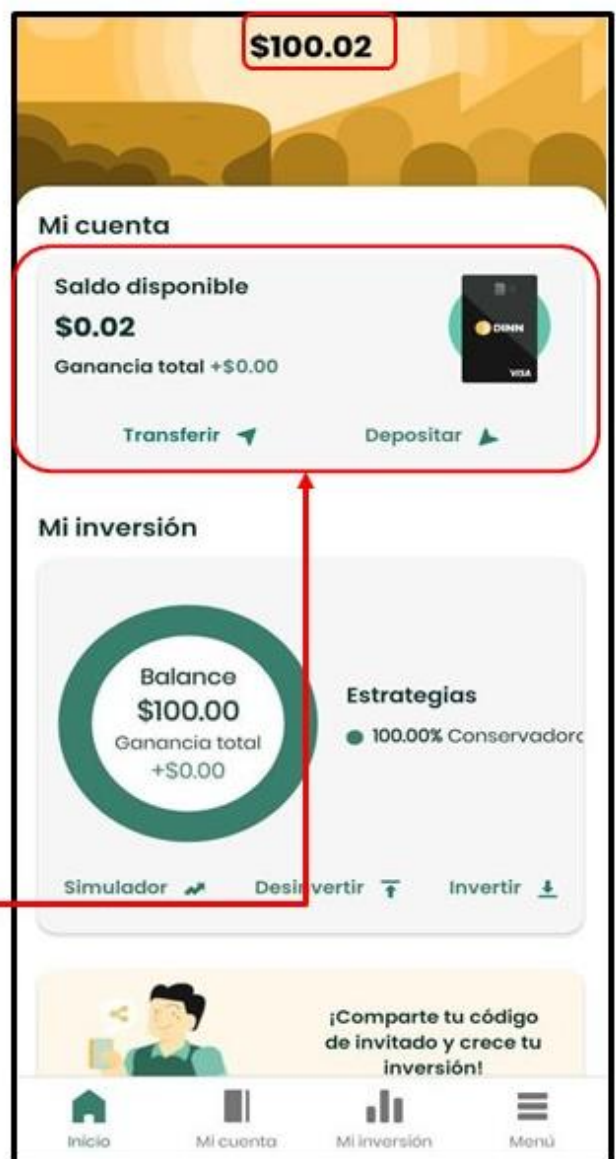 $100.02
Mi cuenta
Saldo disponible
$0.02
Ganancia total +$0.00
DINN
VISA
Transferir
Depositar
Mi inversión
Balance
$100.00
Ganancia total
+$0.00
Estrategias
100.00% Conservadora
Simulador
Desinvertir
Invertir
¡Comparte tu código
de invitado y crece tu
inversión!
Inicio
Mi cuenta
Mi inversión
Menú